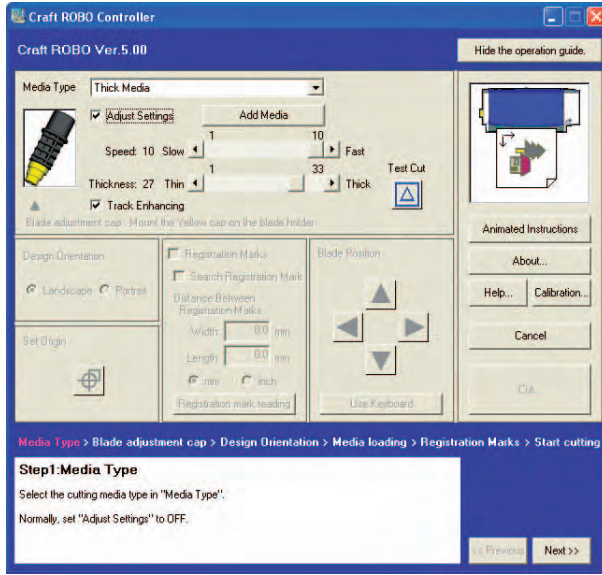 Craft ROBO Controller
Craft ROBO Ver.5.00
Hide the operation guide.
Media Type
Thick Media
Adjust Settings
Add Media
1 10
Speed: 10 Slow Fast
1 33
Thickness: 27 Thin Thick
Test Cut
Track Enhancing
Blade adjustment cap : Mount the Yellow cap on the blade holder
Animated Instructions
About...
Help... Calibration...
Cancel
Cut
Design Orientation
Landscape Portrait
Set Origin
Registration Marks
Search Registration Mark
Distance Between
Registration Marks
Width: 0.0 mm
Length: 0.0 mm
mm inch
Registration mark reading
Blade Position
Use Keyboard
Media Type > Blade adjustment cap > Design Orientation > Media loading > Registration Marks > Start cutting
Step1:Media Type
Select the cutting media type in "Media Type".
Normally, set "Adjust Settings" to OFF.
<< Previous Next >>